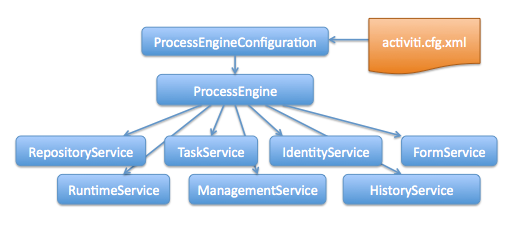 ProcessEngineConfiguration
activiti.cfg.xml
ProcessEngine
RepositoryService
TaskService
IdentityService
FormService
RuntimeService
ManagementService
HistoryService